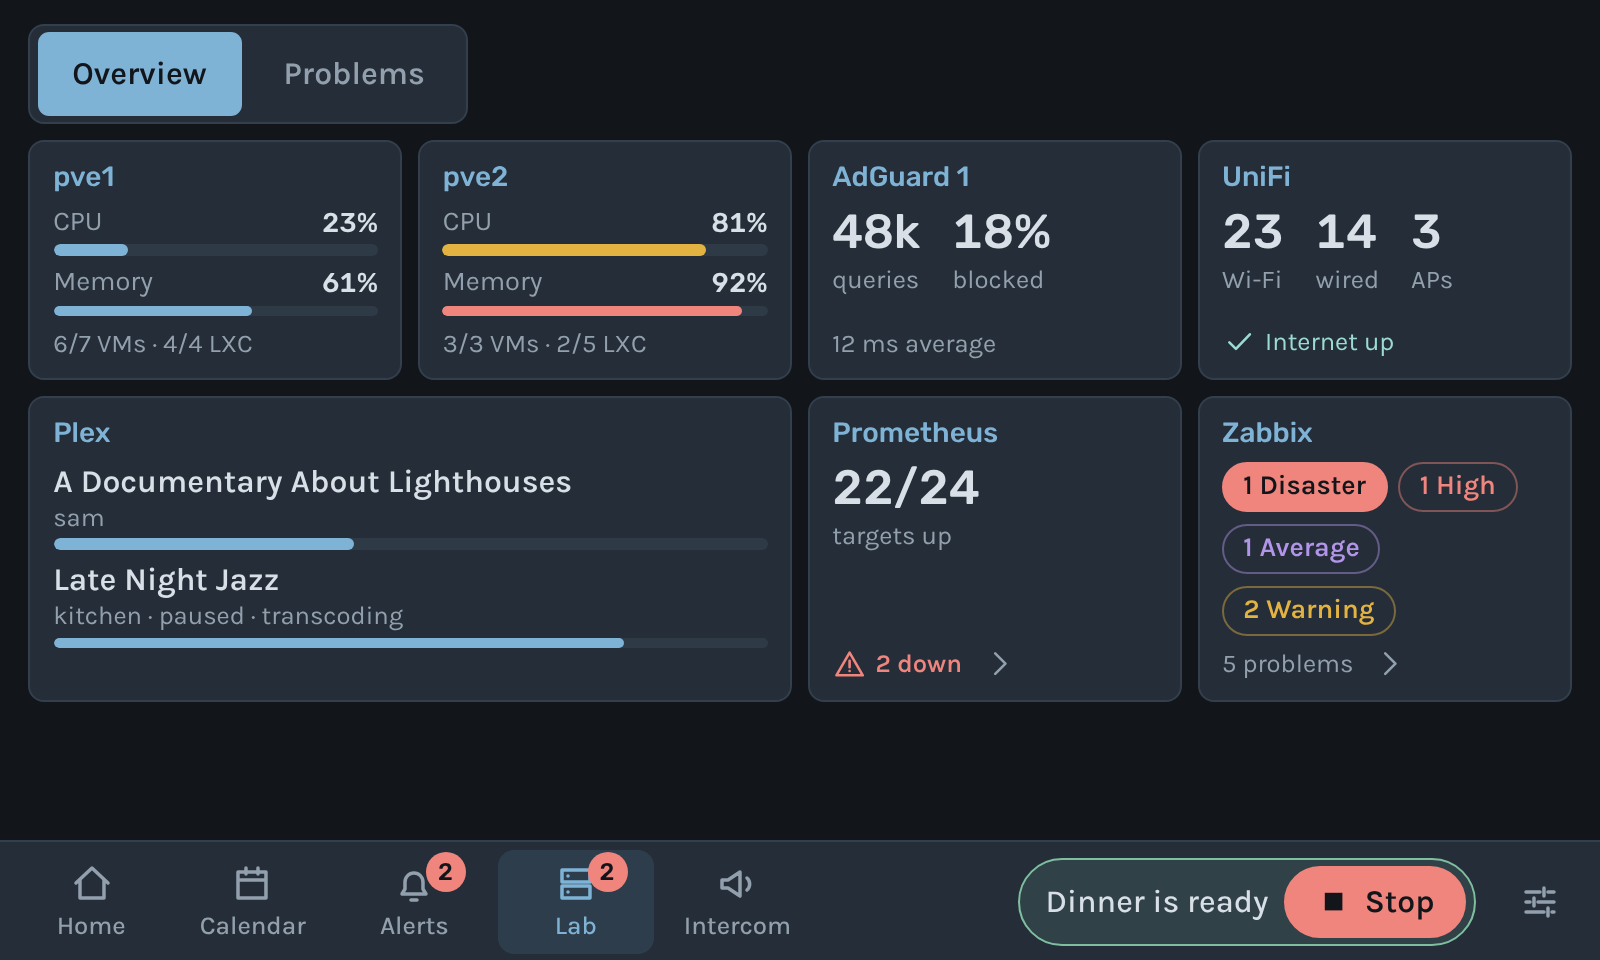 Overview Problems
pve1
CPU 23%
Memory 61%
6/7 VMs · 4/4 LXC
pve2
CPU 81%
Memory 92%
3/3 VMs · 2/5 LXC
AdGuard 1
48k 18%
queries blocked
12 ms average
UniFi
23 14 3
Wi-Fi wired APs
Internet up
Plex
A Documentary About Lighthouses
sam
Late Night Jazz
kitchen · paused · transcoding
Prometheus
22/24
targets up
2 down
Zabbix
1 Disaster 1 High
1 Average
2 Warning
5 problems
Home
Calendar
2
Alerts
2
Lab
Intercom
Dinner is ready Stop